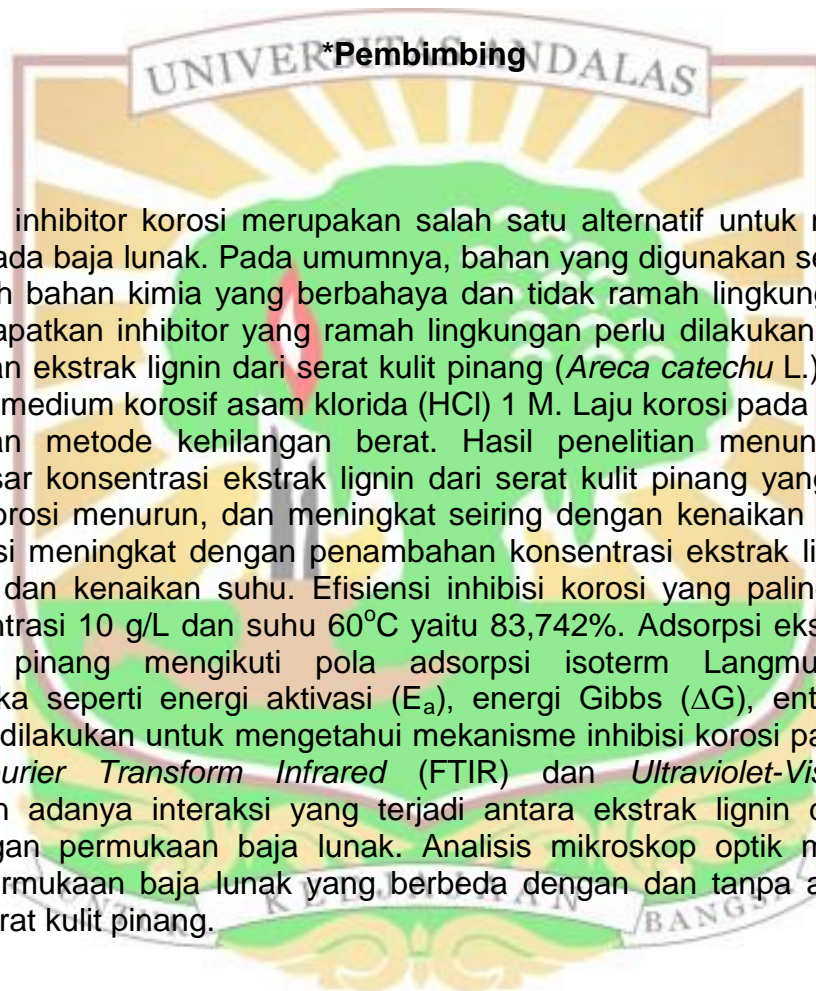 UNIVERSITAS ANDALAS
*Pembimbing
inhibitor korosi merupakan salah satu alternatif untuk
ada baja lunak. Pada umumnya, bahan yang digunakan se
h bahan kimia yang berbahaya dan tidak ramah lingkung
apatkan inhibitor yang ramah lingkungan perlu dilakukan
an ekstrak lignin dari serat kulit pinang (Areca catechu L.)
medium korosif asam klorida (HCl) 1 M. Laju korosi pada
an metode kehilangan berat. Hasil penelitian menun
sar konsentrasi ekstrak lignin dari serat kulit pinang yang
orosi menurun, dan meningkat seiring dengan kenaikan
si meningkat dengan penambahan konsentrasi ekstrak li
dan kenaikan suhu. Efisiensi inhibisi korosi yang palin
ntrasi 10 g/L dan suhu 60°C yaitu 83,742%. Adsorpsi eks
pinang mengikuti pola adsorpsi isoterm Langmu
ka seperti energi aktivasi (Eₐ), energi Gibbs (∆G), ent
dilakukan untuk mengetahui mekanisme inhibisi korosi pa
ourier Transform Infrared (FTIR) dan Ultraviolet-Vis
n adanya interaksi yang terjadi antara ekstrak lignin d
gan permukaan baja lunak. Analisis mikroskop optik m
ermukaan baja lunak yang berbeda dengan dan tanpa a
rat kulit pinang.
UNTUK KEDJAJAAN BANGSA